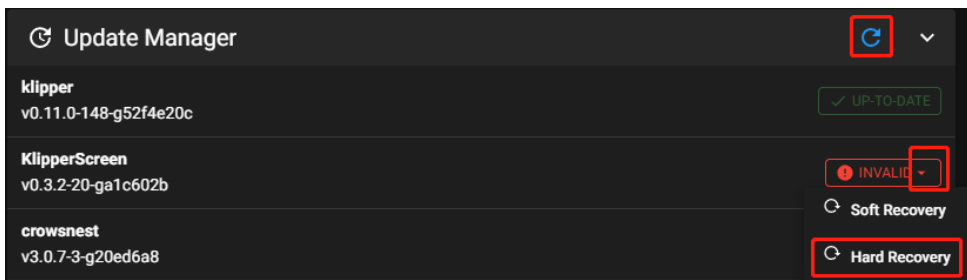 Update Manager
klipper
v0.11.0-148-g52f4e20c
UP-TO-DATE
KlipperScreen
v0.3.2-20-ga1c602b
INVALID
Soft Recovery
crowsnest
v3.0.7-3-g20ed6a8
Hard Recovery